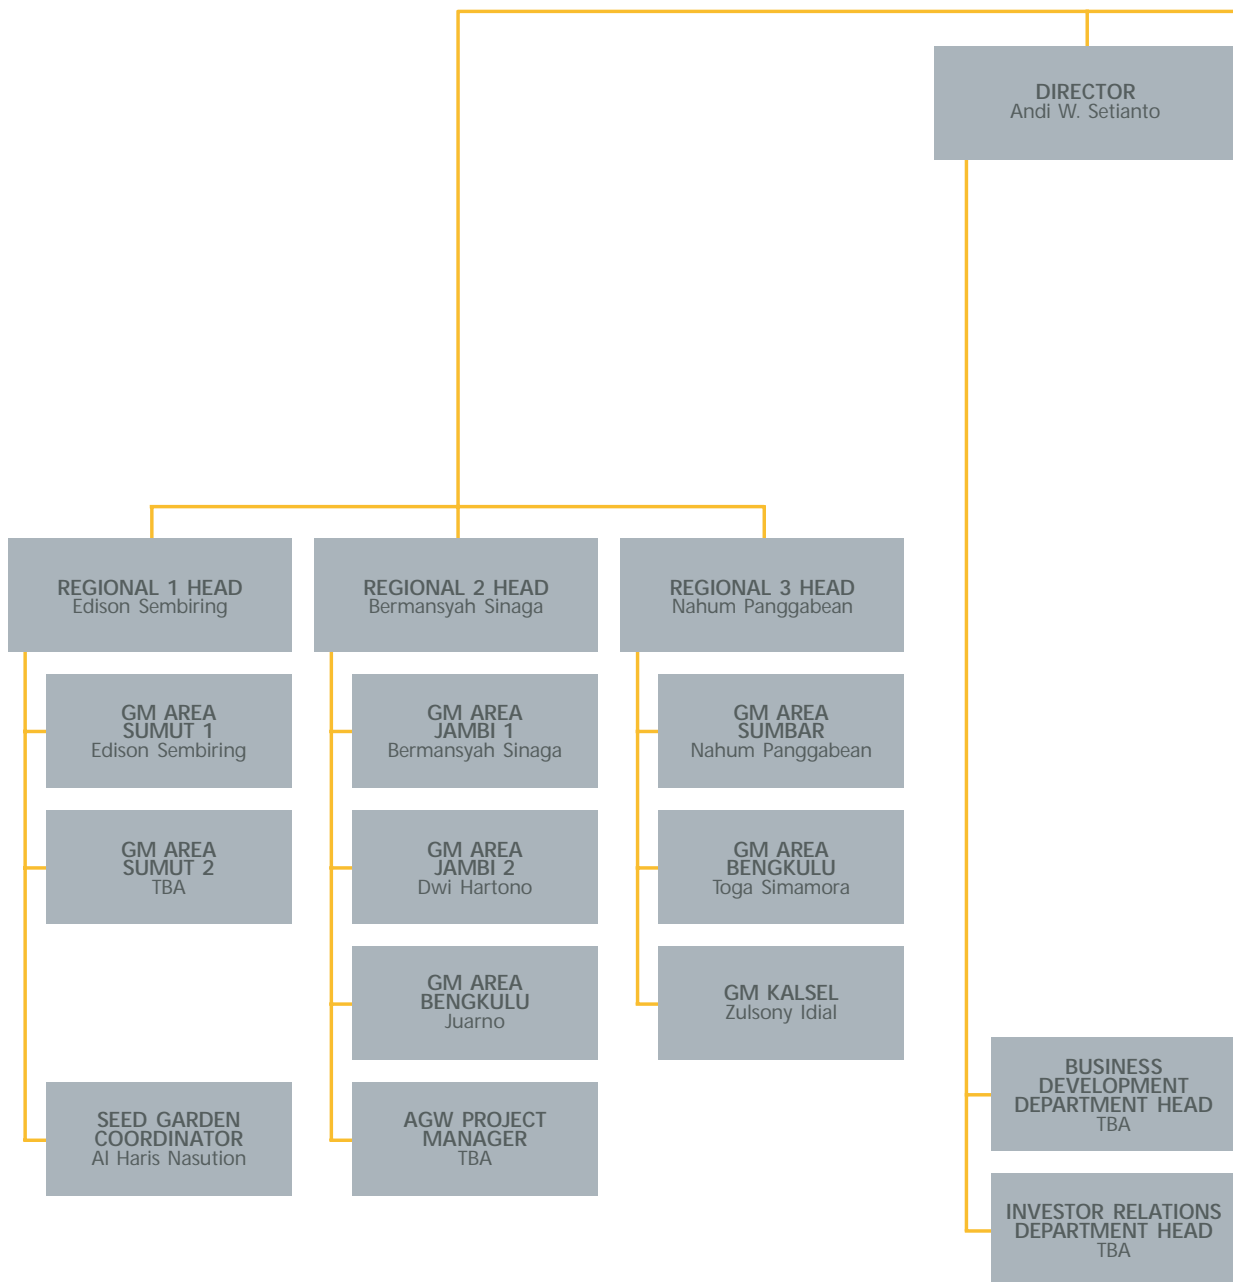 DIRECTOR
Andi W. Setianto
REGIONAL 1 HEAD
Edison Sembiring
REGIONAL 2 HEAD
Bermansyah Sinaga
REGIONAL 3 HEAD
Nahum Panggabean
GM AREA
SUMUT 1
Edison Sembiring
GM AREA
JAMBI 1
Bermansyah Sinaga
GM AREA
SUMBAR
Nahum Panggabean
GM AREA
SUMUT 2
TBA
GM AREA
JAMBI 2
Dwi Hartono
GM AREA
BENGKULU
Toga Simamora
GM AREA
BENGKULU
Juarno
GM KALSEL
Zulsony Idial
SEED GARDEN
COORDINATOR
Al Haris Nasution
AGW PROJECT
MANAGER
TBA
BUSINESS
DEVELOPMENT
DEPARTMENT HEAD
TBA
INVESTOR RELATIONS
DEPARTMENT HEAD
TBA